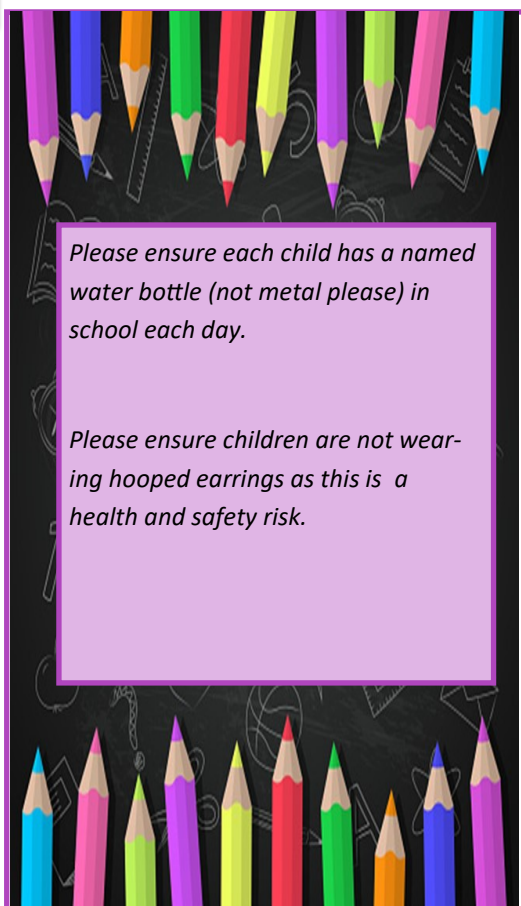 Please ensure each child has a named
water bottle (not metal please) in
school each day.
Please ensure children are not wear-
ing hooped earrings as this is  a
health and safety risk.